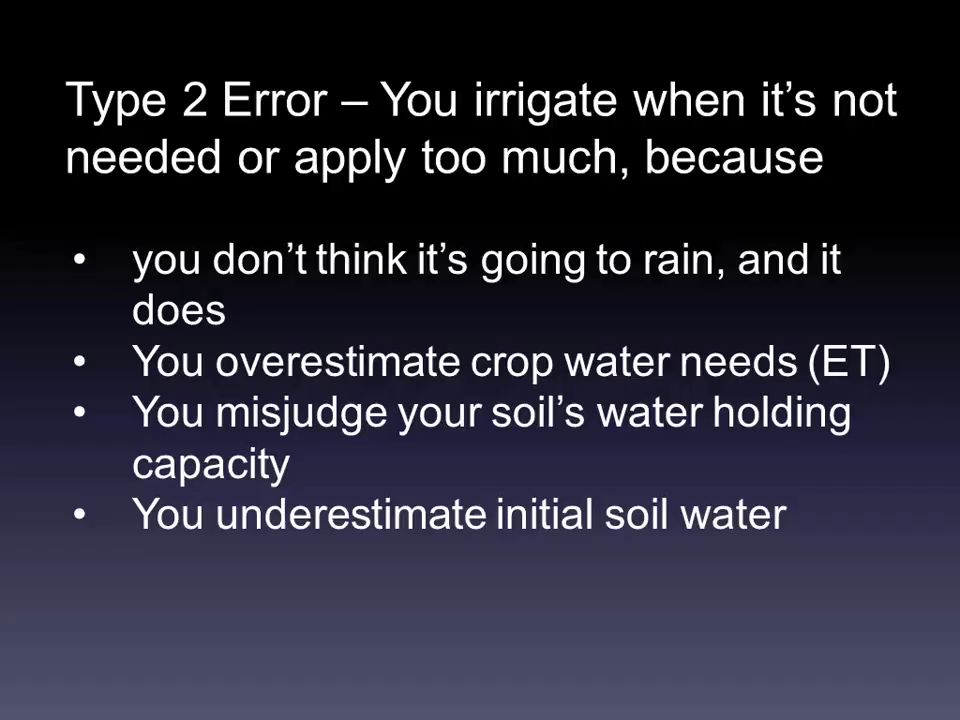 Type 2 Error – You irrigate when it’s not
needed or apply too much, because
• you don’t think it’s going to rain, and it
does
• You overestimate crop water needs (ET)
• You misjudge your soil’s water holding
capacity
• You underestimate initial soil water